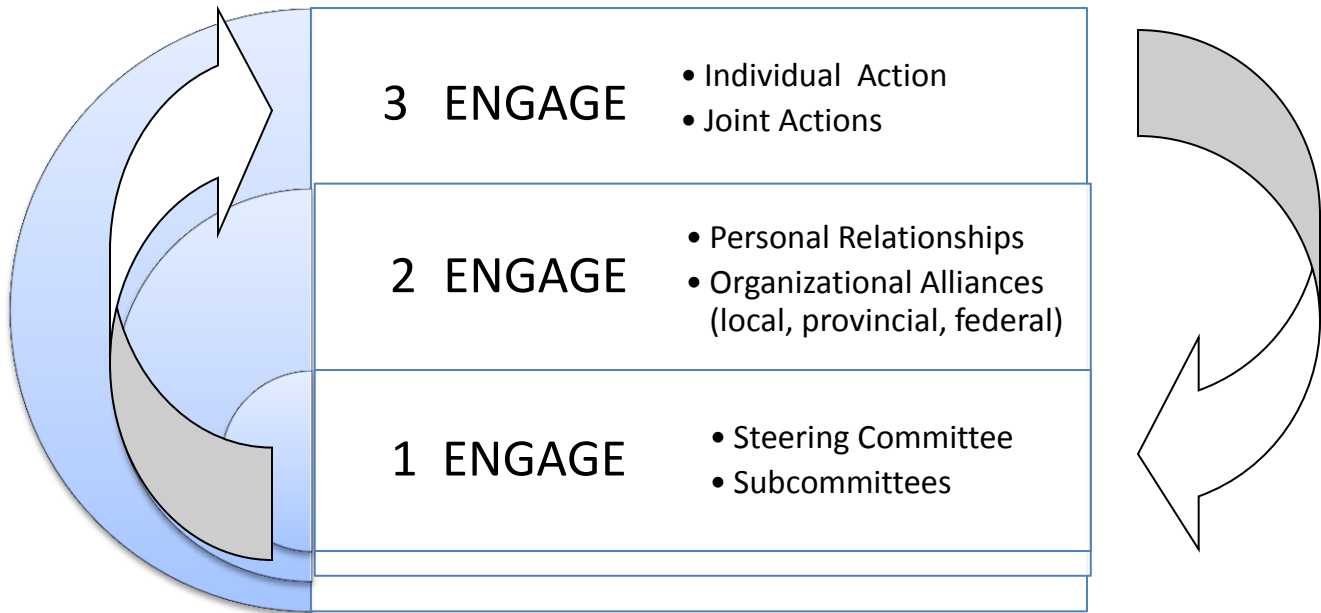 3 ENGAGE
• Individual Action
• Joint Actions
2 ENGAGE
• Personal Relationships
• Organizational Alliances
(local, provincial, federal)
1 ENGAGE
• Steering Committee
• Subcommittees